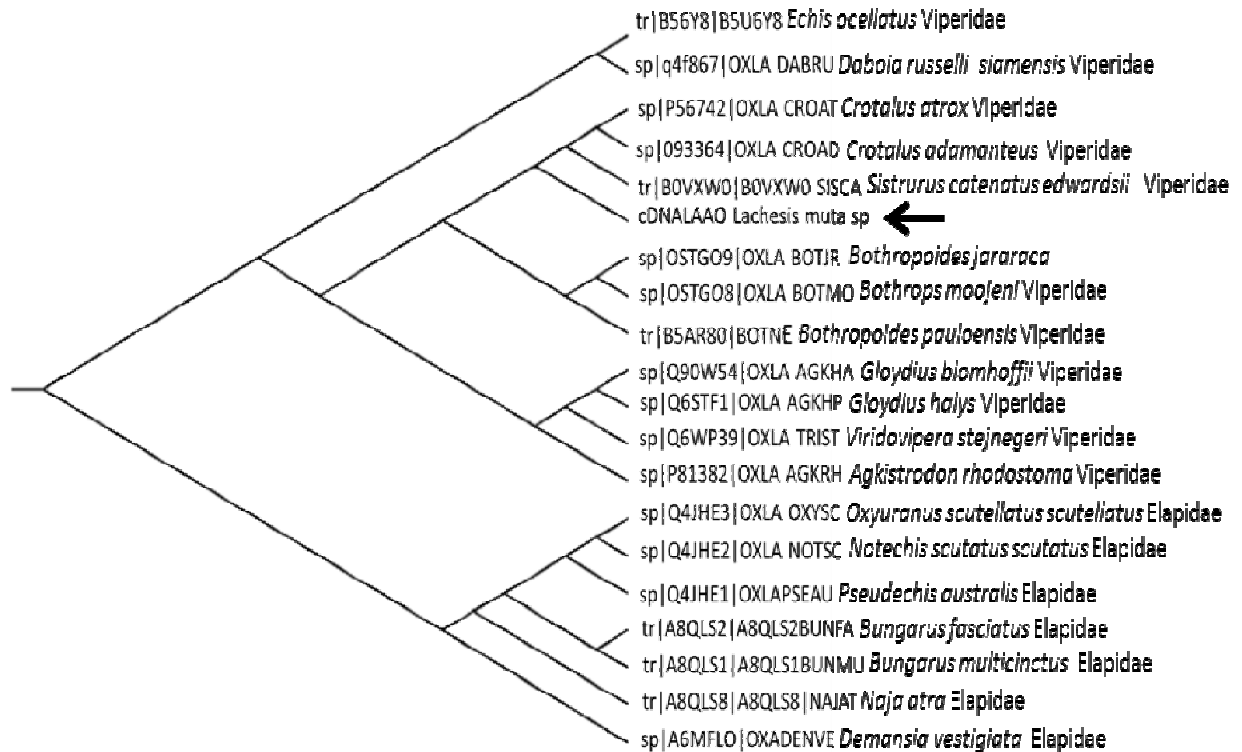 tr|B56Y8|B5U6Y8 Echis ocellatus Viperidae
sp|q4f867|OXLA DABRU Daboia russelli siamensis Viperidae
sp|P56742|OXLA CROAT Crotalus atrox Viperidae
sp|093364|OXLA CROAD Crotalus adamanteus Viperidae
tr|B0VXW0|B0VXW0 SISCA Sistrurus catenatus edwardsii Viperidae
cDNALAAO Lachesis muta sp
sp|OSTGO9|OXLA BOTJR Bothropoides jararaca
sp|OSTGO8|OXLA BOTMO Bothrops moojeni Viperidae
tr|B5AR80|BOTNE Bothropoides pauloensis Viperidae
sp|Q90W54|OXLA AGKHA Gloydius blomhoffii Viperidae
sp|Q6STF1|OXLA AGKHP Gloydius halys Viperidae
sp|Q6WP39|OXLA TRIST Viridovipera stejnegeri Viperidae
sp|P81382|OXLA AGKRH Agkistrodon rhodostoma Viperidae
sp|Q4JHE3|OXLA OXYSC Oxyuranus scutellatus scutellatus Elapidae
sp|Q4JHE2|OXLA NOTSC Notechis scutatus scutatus Elapidae
sp|Q4JHE1|OXLAPSEAU Pseudechis australis Elapidae
tr|A8QLS2|A8QLS2BUNFA Bungarus fasciatus Elapidae
tr|A8QLS1|A8QLS1BUNMU Bungarus multicinctus Elapidae
tr|A8QLS8|A8QLS8|NAJAT Naja atra Elapidae
sp|A6MFLO|OXADENVE Demansia vestigiata Elapidae